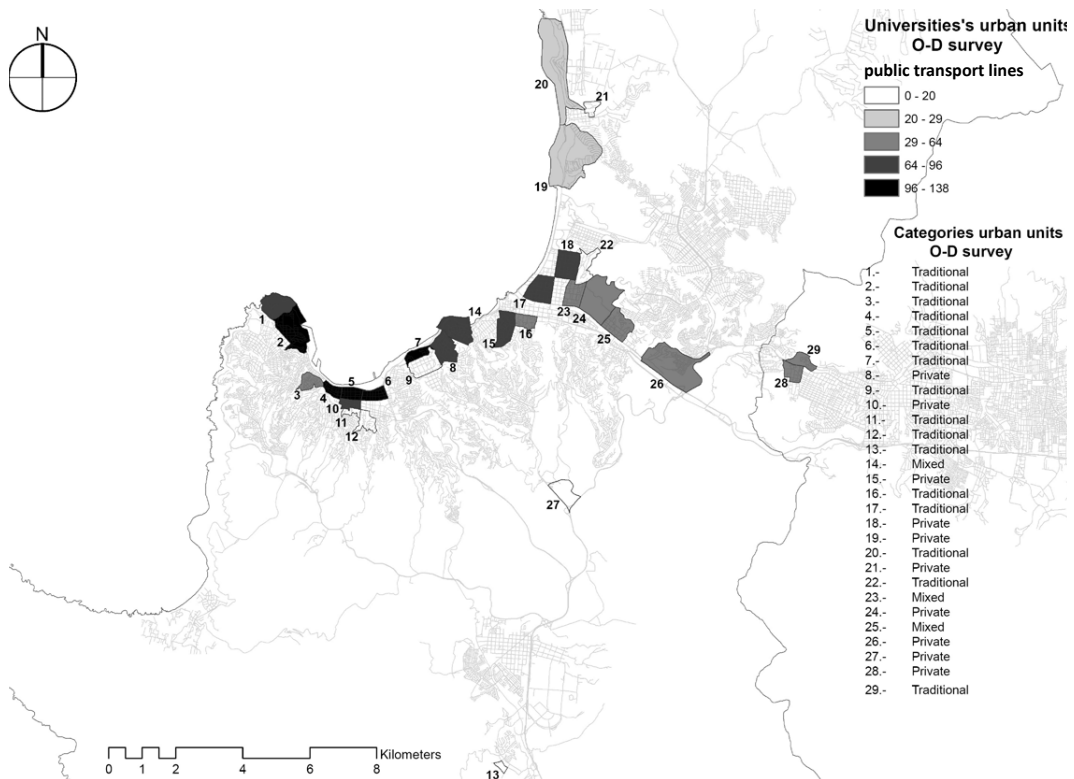 N
Universities's urban units
O-D survey
public transport lines
0 - 20
20 - 29
29 - 64
64 - 96
96 - 138
Categories urban units
O-D survey
1.- Traditional
2.- Traditional
3.- Traditional
4.- Traditional
5.- Traditional
6.- Traditional
7.- Traditional
8.- Private
9.- Traditional
10.- Private
11.- Traditional
12.- Traditional
13.- Traditional
14.- Mixed
15.- Private
16.- Traditional
17.- Traditional
18.- Private
19.- Private
20.- Traditional
21.- Private
22.- Traditional
23.- Mixed
24.- Private
25.- Mixed
26.- Private
27.- Private
28.- Private
29.- Traditional
20
21
19
18
22
17
23
24
25
14
15
16
26
29
28
1
2
7
8
9
3
4
5
6
10
11
12
27
13
Kilometers
0 1 2 4 6 8